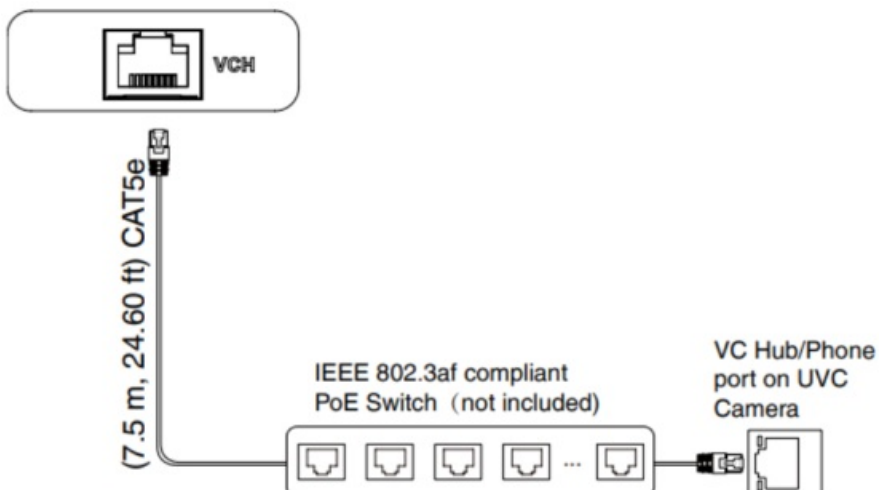 VCH
(7.5 m, 24.60 ft) CAT5e
IEEE 802.3af compliant
PoE Switch (not included)
...
VC Hub/Phone
port on UVC
Camera